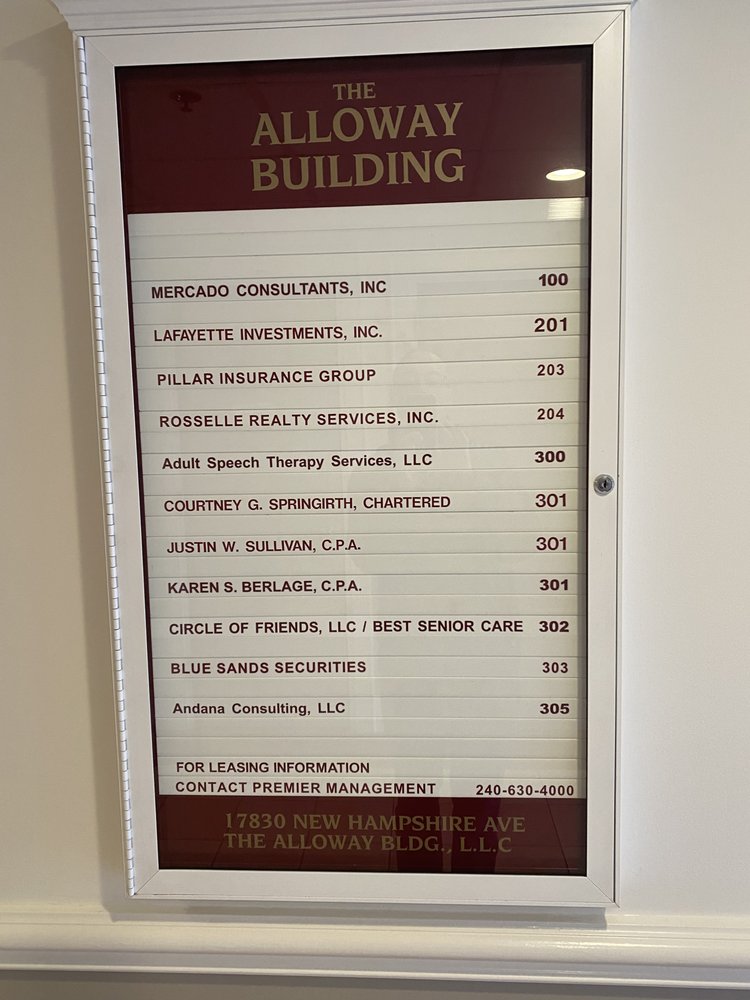 THE
ALLOWAY
BUILDING
MERCADO CONSULTANTS, INC 100
LAFAYETTE INVESTMENTS, INC. 201
PILLAR INSURANCE GROUP 203
ROSSELLE REALTY SERVICES, INC. 204
Adult Speech Therapy Services, LLC 300
COURTNEY G. SPRINGIRTH, CHARTERED 301
JUSTIN W. SULLIVAN, C.P.A. 301
KAREN S. BERLAGE, C.P.A. 301
CIRCLE OF FRIENDS, LLC / BEST SENIOR CARE 302
BLUE SANDS SECURITIES 303
Andana Consulting, LLC 305
FOR LEASING INFORMATION
CONTACT PREMIER MANAGEMENT 240-630-4000
17830 NEW HAMPSHIRE AVE
THE ALLOWAY BLDG., L.L.C